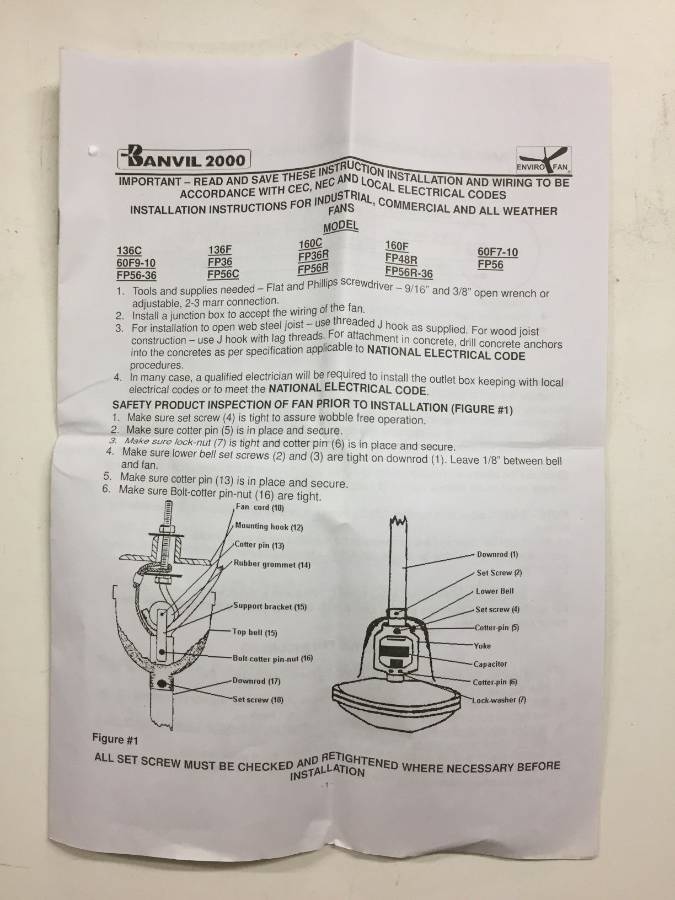 BANVIL 2000
ENVIRO FAN
IMPORTANT – READ AND SAVE THESE INSTRUCTION INSTALLATION AND WIRING TO BE
ACCORDANCE WITH CEC, NEC AND LOCAL ELECTRICAL CODES
INSTALLATION INSTRUCTIONS FOR INDUSTRIAL, COMMERCIAL AND ALL WEATHER
FANS
MODEL
136C 136F 160C 160F 60F7-10
60F9-10 FP36 FP36R FP48R FP56
FP56-36 FP56C FP56R FP56R-36
1. Tools and supplies needed – Flat and Phillips screwdriver – 9/16" and 3/8" open wrench or
adjustable, 2-3 marr connection.
2. Install a junction box to accept the wiring of the fan.
3. For installation to open web steel joist – use threaded J hook as supplied. For wood joist
construction – use J hook with lag threads. For attachment in concrete, drill concrete anchors
into the concretes as per specification applicable to NATIONAL ELECTRICAL CODE
procedures.
4. In many case, a qualified electrician will be required to install the outlet box keeping with local
electrical codes or to meet the NATIONAL ELECTRICAL CODE.
SAFETY PRODUCT INSPECTION OF FAN PRIOR TO INSTALLATION (FIGURE #1)
1. Make sure set screw (4) is tight to assure wobble free operation.
2. Make sure cotter pin (5) is in place and secure.
3. Make sure lock-nut (7) is tight and cotter pin (6) is in place and secure.
4. Make sure lower bell set screws (2) and (3) are tight on downrod (1). Leave 1/8" between bell
and fan.
5. Make sure cotter pin (13) is in place and secure.
6. Make sure Bolt-cotter pin-nut (16) are tight.
Fan cord (10)
Mounting hook (12)
Cotter pin (13)
Rubber grommet (14)
Support bracket (15)
Top bell (15)
Bolt cotter pin-nut (16)
Downrod (17)
Set screw (18)
Downrod (1)
Set Screw (2)
Lower Bell
Set screw (4)
Cotter-pin (5)
Yoke
Capacitor
Cotter-pin (6)
Lock-washer (7)
Figure #1
ALL SET SCREW MUST BE CHECKED AND RETIGHTENED WHERE NECESSARY BEFORE
INSTALLATION
- 1